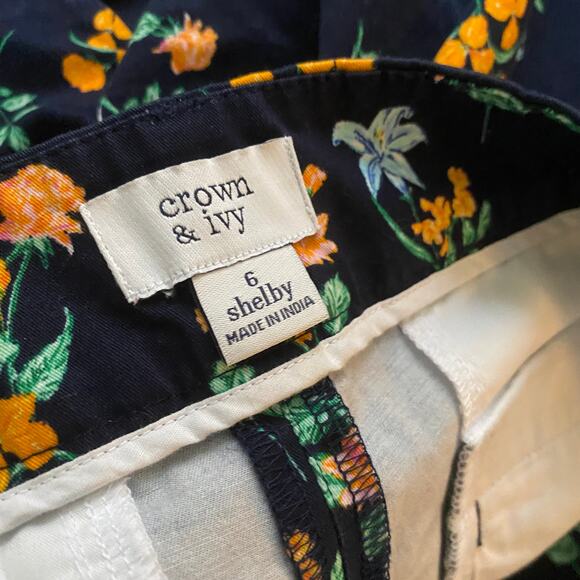 crown
& ivy
6
shelby
MADE IN INDIA